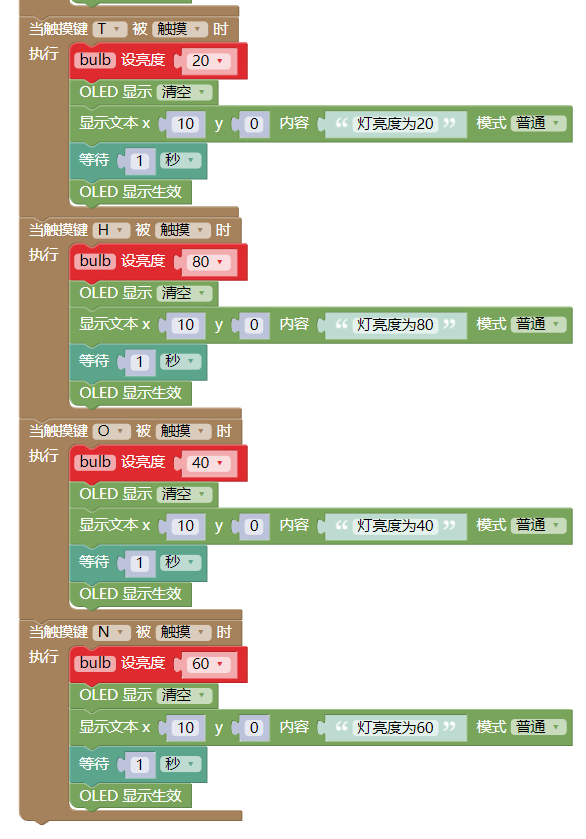 当触摸键 T 被 触摸 时
执行 bulb 设亮度 20
OLED 显示 清空
显示文本 x 10 y 0 内容 “ 灯亮度为20 ” 模式 普通
等待 1 秒
OLED 显示生效
当触摸键 H 被 触摸 时
执行 bulb 设亮度 80
OLED 显示 清空
显示文本 x 10 y 0 内容 “ 灯亮度为80 ” 模式 普通
等待 1 秒
OLED 显示生效
当触摸键 O 被 触摸 时
执行 bulb 设亮度 40
OLED 显示 清空
显示文本 x 10 y 0 内容 “ 灯亮度为40 ” 模式 普通
等待 1 秒
OLED 显示生效
当触摸键 N 被 触摸 时
执行 bulb 设亮度 60
OLED 显示 清空
显示文本 x 10 y 0 内容 “ 灯亮度为60 ” 模式 普通
等待 1 秒
OLED 显示生效